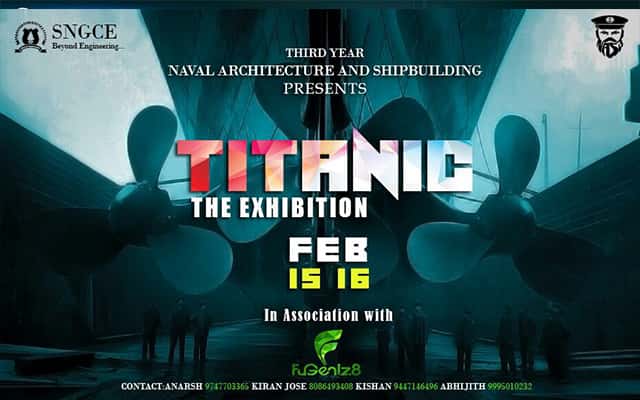 SNGCE
Beyond Engineering...
THIRD YEAR
NAVAL ARCHITECTURE AND SHIPBUILDING
PRESENTS
TITANIC
THE EXHIBITION
FEB
15 16
In Association with
FuGenIz8
CONTACT:ANARSH 9747703365 KIRAN JOSE 8086493408 KISHAN 9447146496 ABHIJITH 9995010232